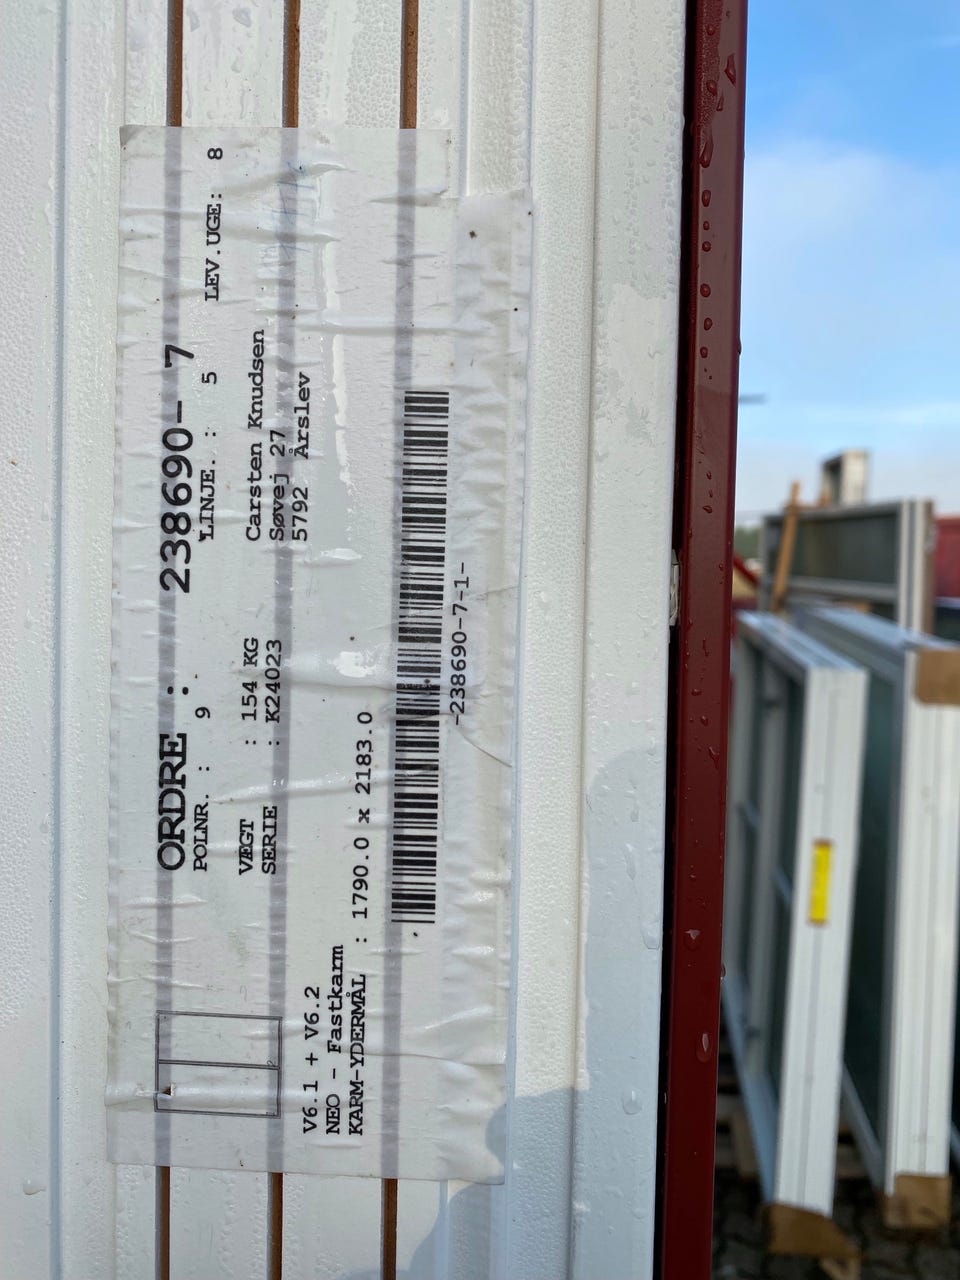 ORDRE : 238690- 7
POLNR. : 9 LINJE. : 5 LEV.UGE: 8
VÆGT : 154 KG Carsten Knudsen
SERIE : K24023 Søvej 27
5792 Årslev
V6.1 + V6.2
NEO - Fastkarm
KARM-YDERMÅL : 1790.0 x 2183.0
-238690-7-1-